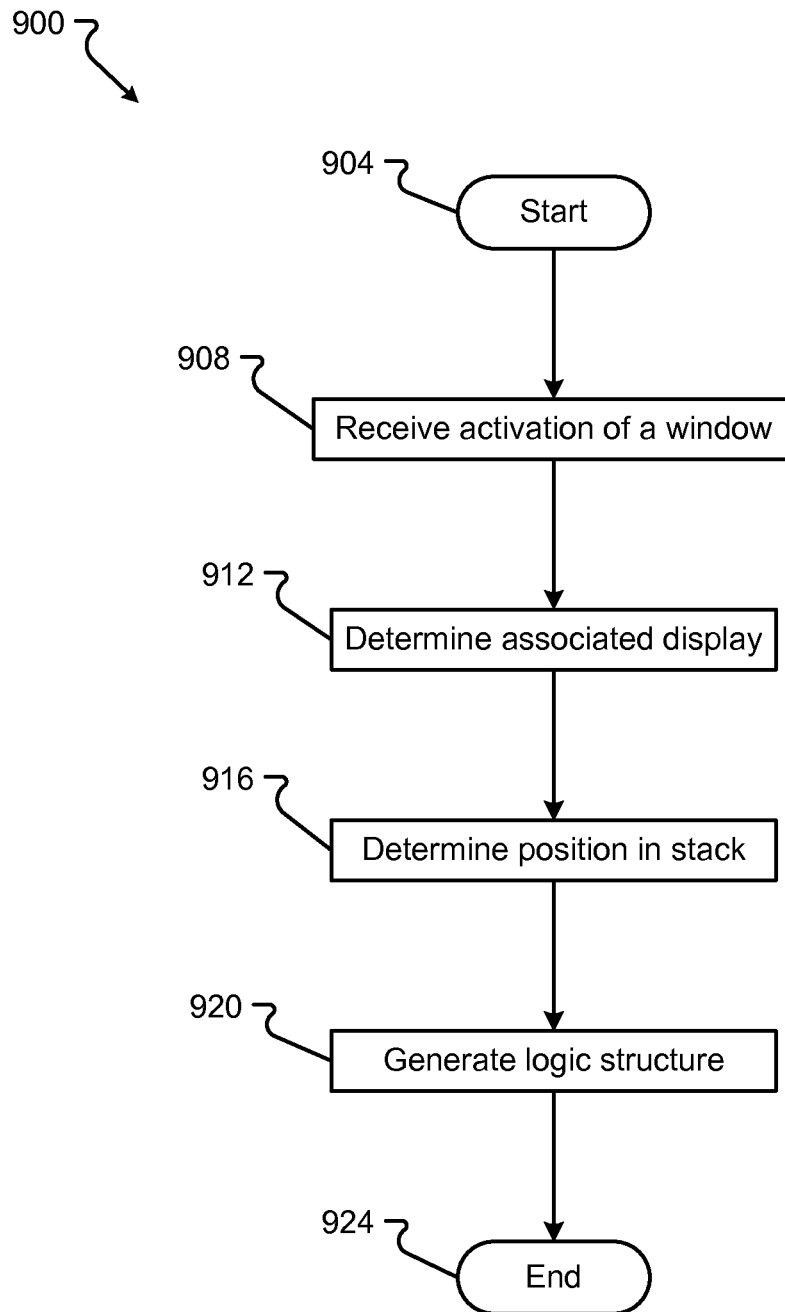 900
904
Start
908
Receive activation of a window
912
Determine associated display
916
Determine position in stack
920
Generate logic structure
924
End